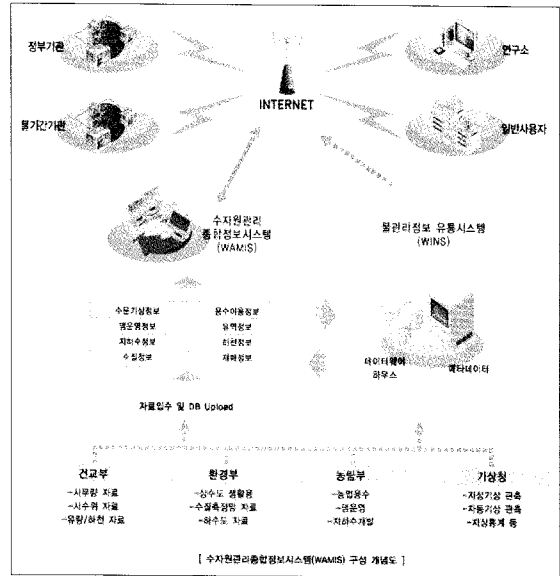 정부기관
연구소
INTERNET
물기간기관
일반사용자
수자원관리
종합정보시스템
(WAMIS)
물관리정보 유통시스템
(WINS)
수문기상정보
용수이용정보
댐운영정보
유역정보
지하수정보
하천정보
수질정보
재해정보
데이터웨어
하우스
메타데이터
자료입수 및 DB Upload
건교부
환경부
농림부
기상청
-시우량 자료
-상수도 생활용
-농업용수
-지상기상 관측
-시수위 자료
-수질측정망 자료
-댐운영
-자동기상 관측
-유량/하천 자료
-하수도 자료
-지하수개발
-지상통계 등
[ 수자원관리종합정보시스템(WAMIS) 구성 개념도 ]